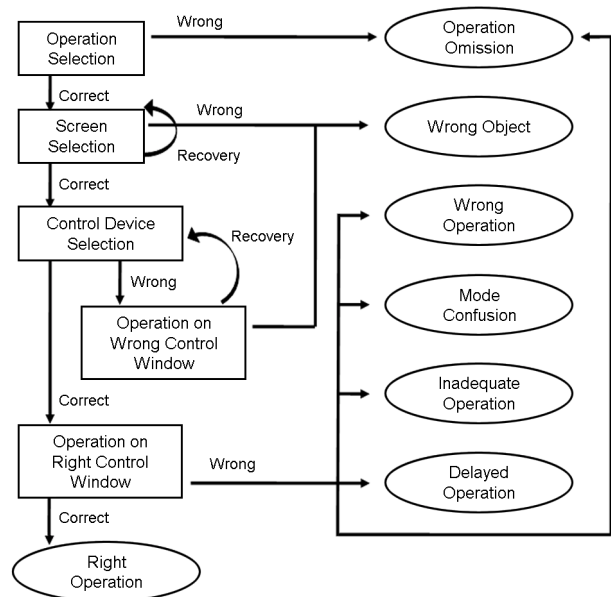 Operation
Selection
Wrong
Operation
Omission
Correct
Screen
Selection
Wrong
Recovery
Wrong Object
Correct
Control Device
Selection
Recovery
Wrong
Operation
Wrong
Operation on
Wrong Control
Window
Mode
Confusion
Correct
Inadequate
Operation
Operation on
Right Control
Window
Wrong
Delayed
Operation
Correct
Right
Operation